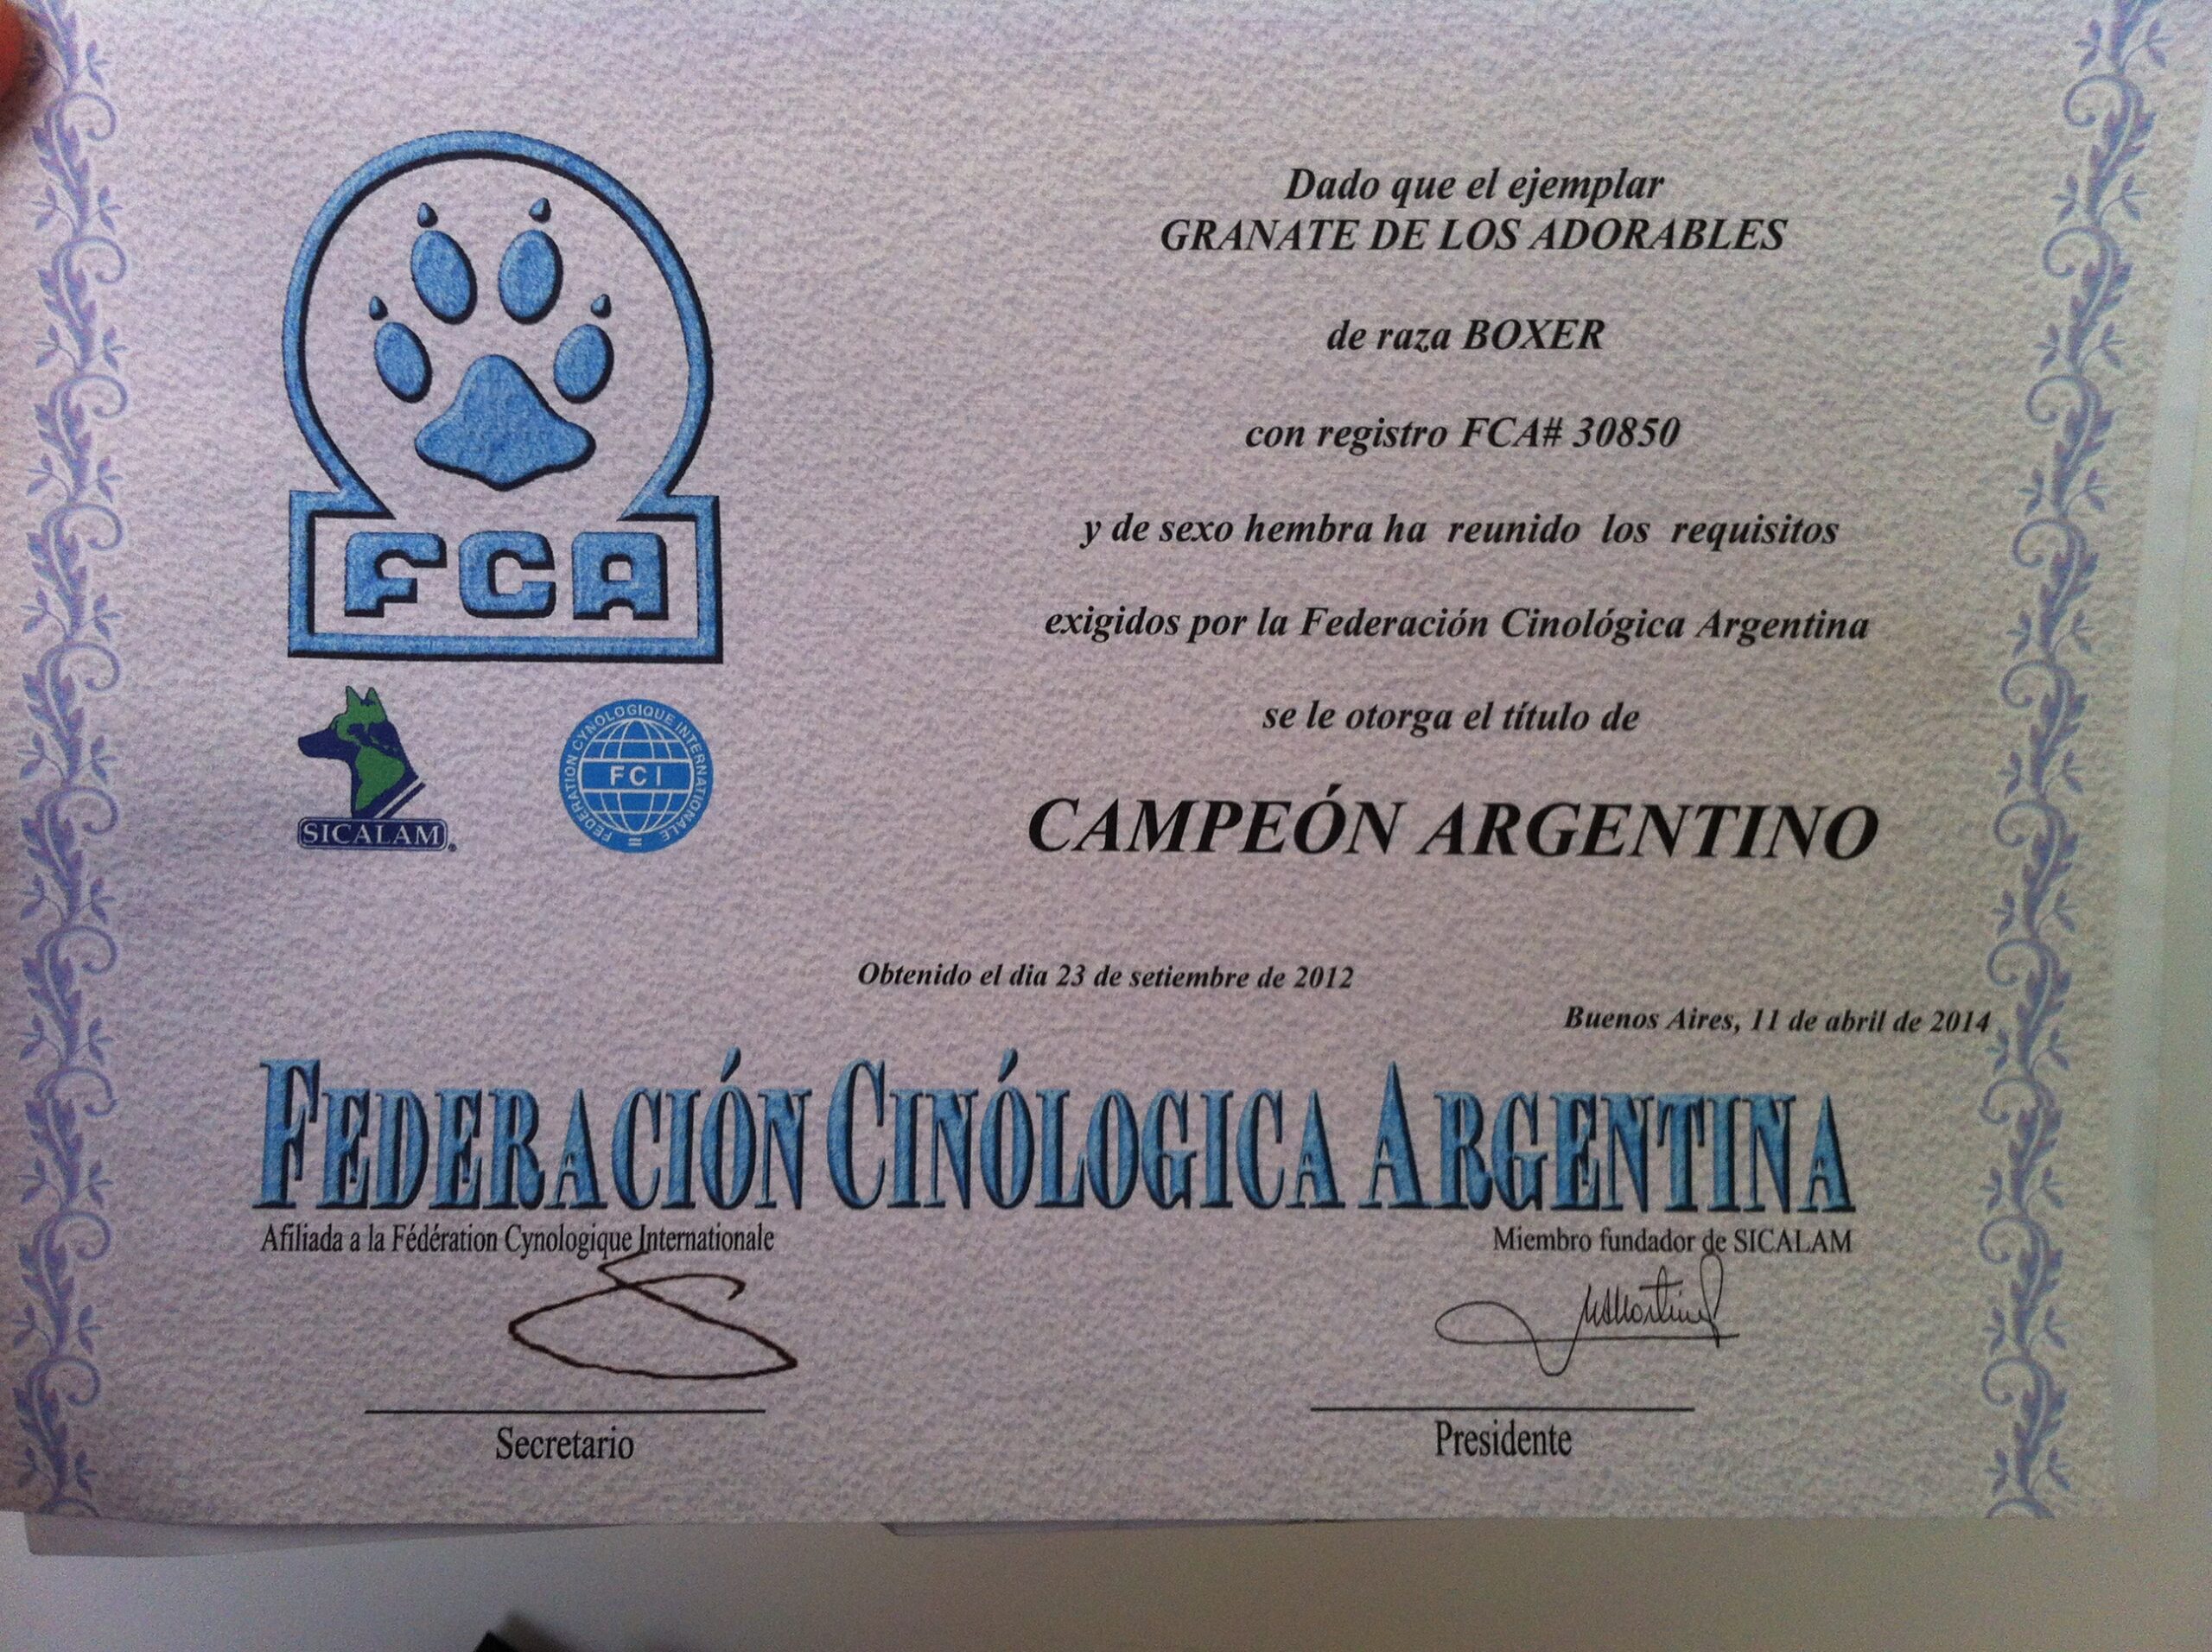 Dado que el ejemplar
GRANATE DE LOS ADORABLES
de raza BOXER
con registro FCA# 30850
y de sexo hembra ha reunido los requisitos
exigidos por la Federación Cinológica Argentina
se le otorga el título de
CAMPEÓN ARGENTINO
FCA
SICALAM
FEDERATION CYNOLOGIQUE INTERNATIONALE
FCI
Obtenido el dia 23 de setiembre de 2012
Buenos Aires, 11 de abril de 2014
FEDERACIÓN CINÓLOGICA ARGENTINA
Afiliada a la Fédération Cynologique Internationale
Miembro fundador de SICALAM
Secretario
Presidente